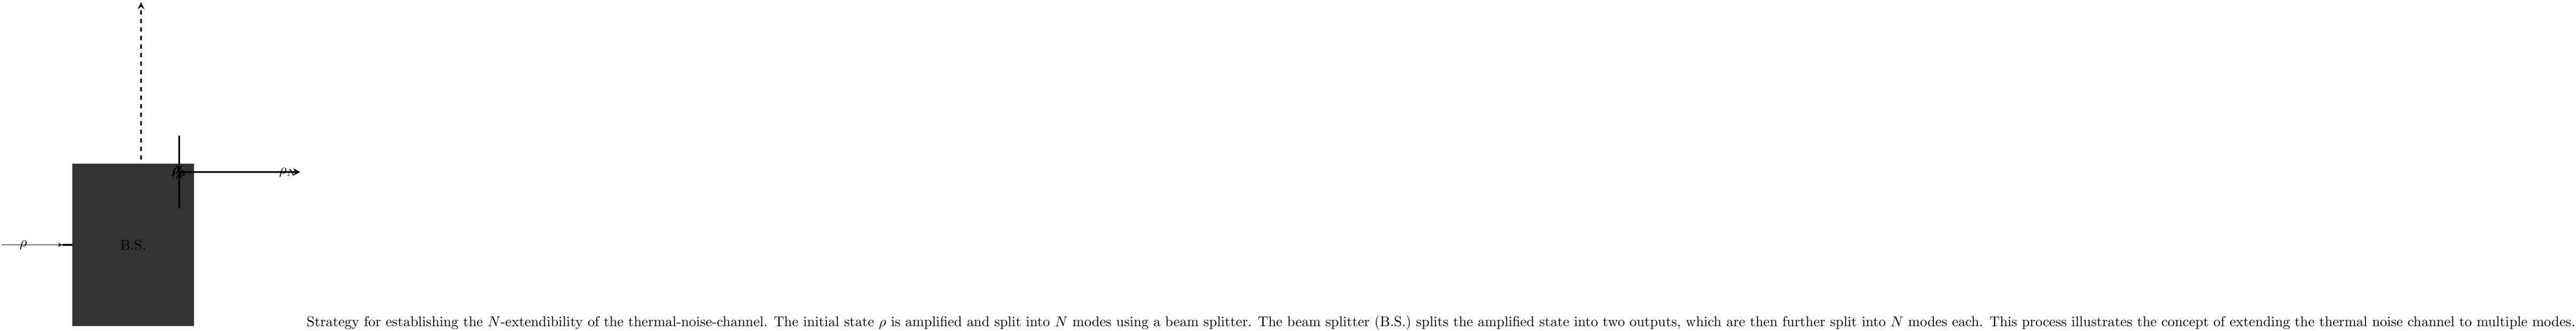 ρ_N
ρ
B.S.
Strategy for establishing the N-extendibility of the thermal-noise-channel. The initial state ρ is amplified and split into N modes using a beam splitter. The beam splitter (B.S.) splits the amplified state into two outputs, which are then further split into N modes each. This process illustrates the concept of extending the thermal noise channel to multiple modes.